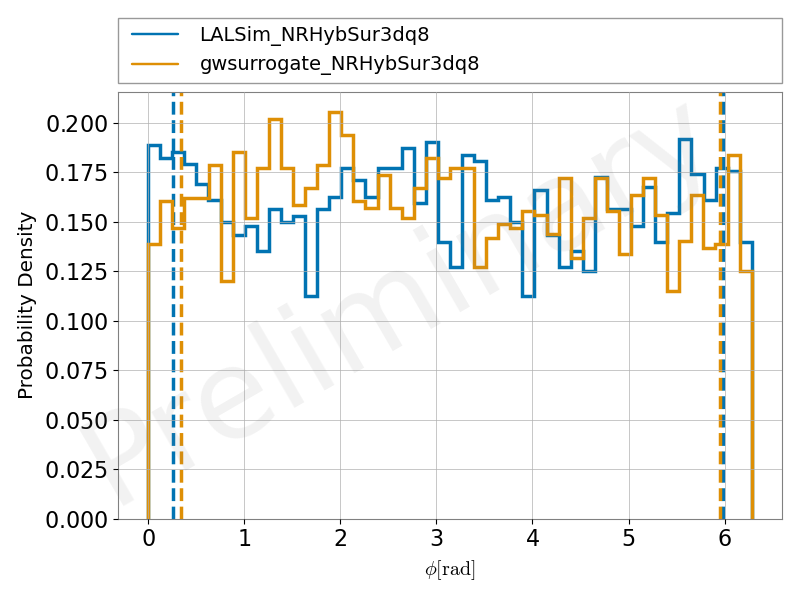 LALSim_NRHybSur3dq8
gwsurrogate_NRHybSur3dq8
Preliminary
Probability Density
0.200
0.175
0.150
0.125
0.100
0.075
0.050
0.025
0.000
0 1 2 3 4 5 6
ϕ[rad]